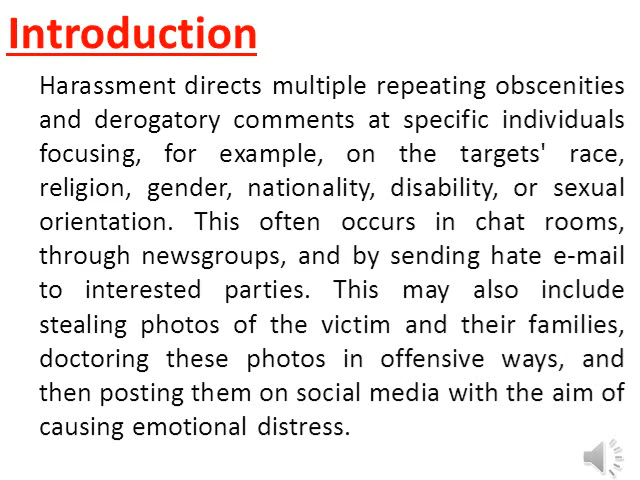 Introduction
Harassment directs multiple repeating obscenities
and derogatory comments at specific individuals
focusing, for example, on the targets' race,
religion, gender, nationality, disability, or sexual
orientation. This often occurs in chat rooms,
through newsgroups, and by sending hate e-mail
to interested parties. This may also include
stealing photos of the victim and their families,
doctoring these photos in offensive ways, and
then posting them on social media with the aim of
causing emotional distress.